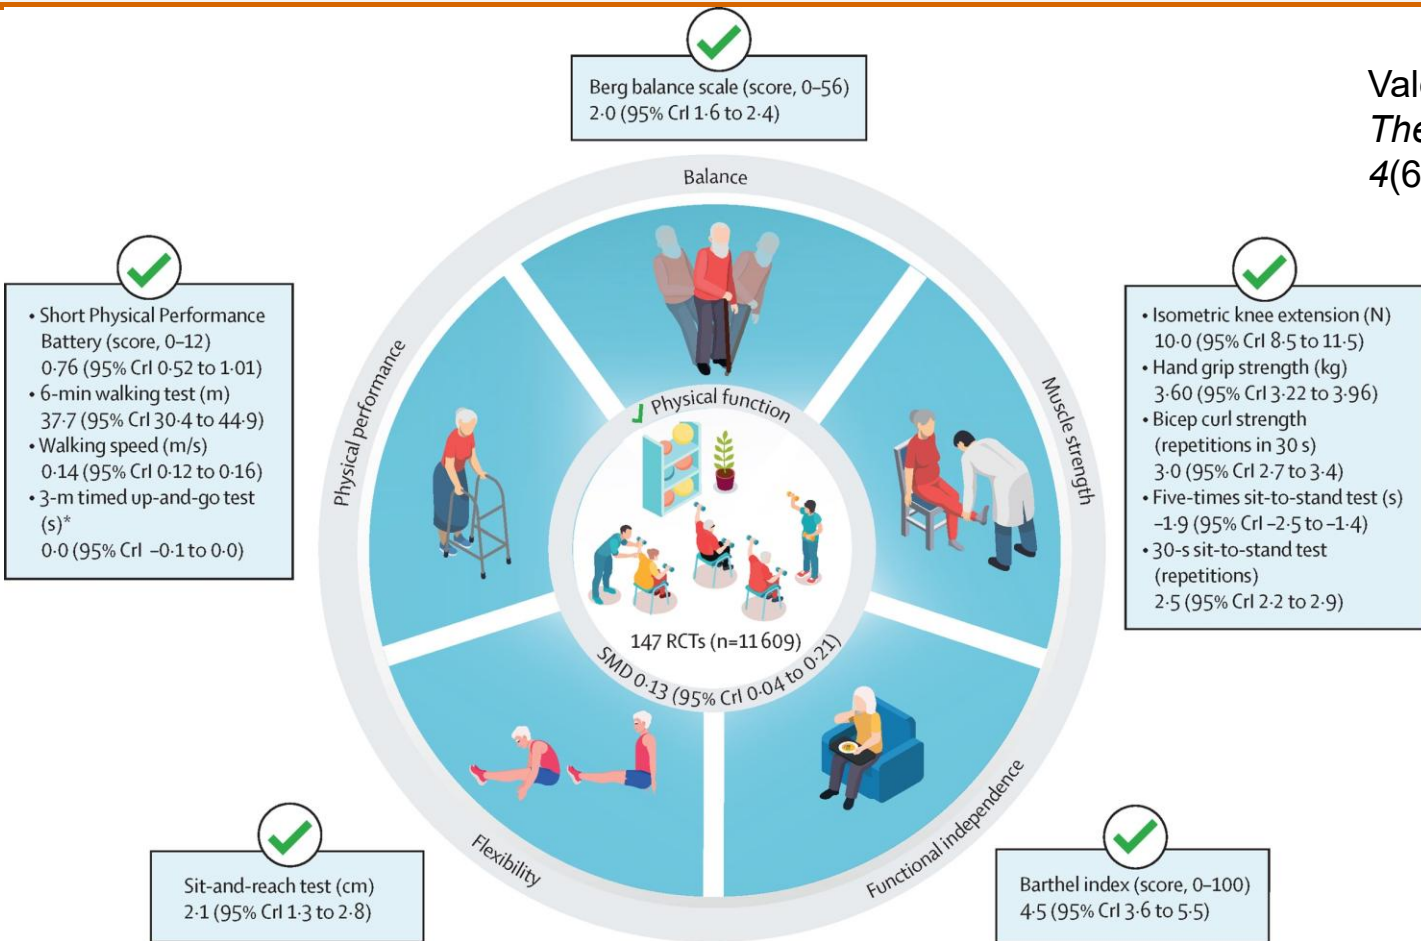 Berg balance scale (score, 0–56)
2·0 (95% CrI 1·6 to 2·4)
The
4(6
Balance
• Short Physical Performance
Battery (score, 0–12)
0·76 (95% CrI 0·52 to 1·01)
• 6-min walking test (m)
37·7 (95% CrI 30·4 to 44·9)
• Walking speed (m/s)
0·14 (95% CrI 0·12 to 0·16)
• 3-m timed up-and-go test
(s)*
0·0 (95% CrI –0·1 to 0·0)
Physical performance
Physical function
Muscle strength
• Isometric knee extension (N)
10·0 (95% CrI 8·5 to 11·5)
• Hand grip strength (kg)
3·60 (95% CrI 3·22 to 3·96)
• Bicep curl strength
(repetitions in 30 s)
3·0 (95% CrI 2·7 to 3·4)
• Five-times sit-to-stand test (s)
–1·9 (95% CrI –2·5 to –1·4)
• 30-s sit-to-stand test
(repetitions)
2·5 (95% CrI 2·2 to 2·9)
147 RCTs (n=11 609)
SMD 0·13 (95% CrI 0·04 to 0·21)
Flexibility
Functional independence
Sit-and-reach test (cm)
2·1 (95% CrI 1·3 to 2·8)
Barthel index (score, 0–100)
4·5 (95% CrI 3·6 to 5·5)